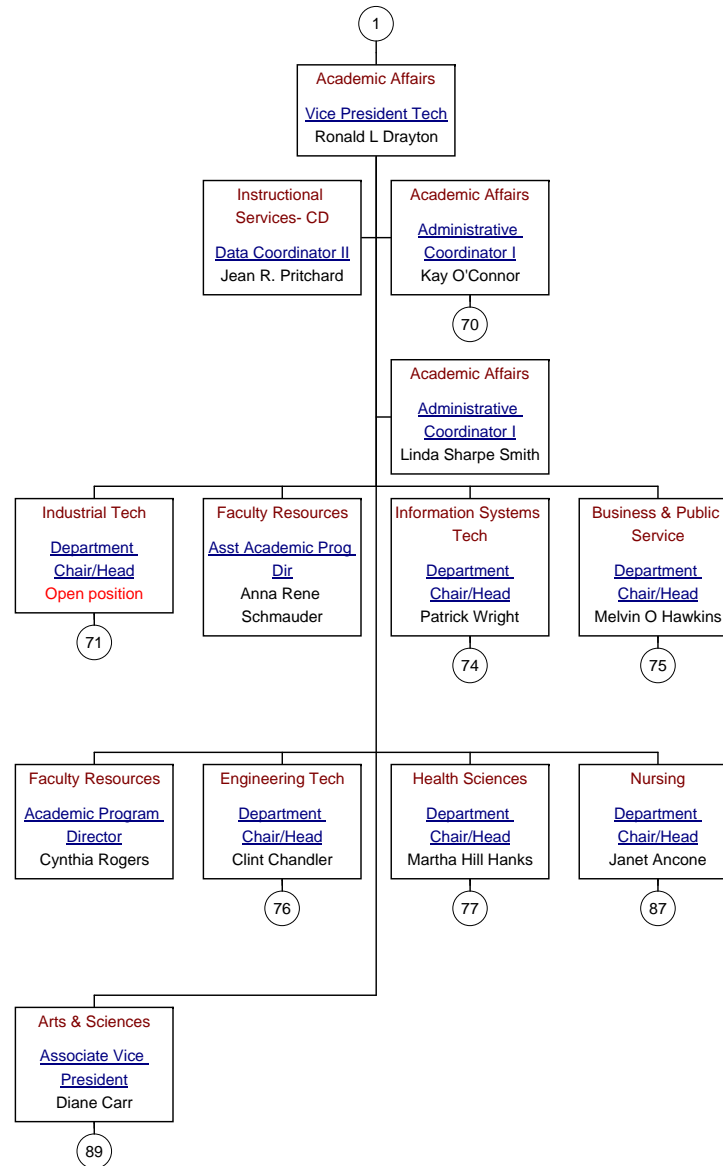 1
Academic Affairs
Vice President Tech
Ronald L Drayton
Instructional
Services- CD
Data Coordinator II
Jean R. Pritchard
Academic Affairs
Administrative
Coordinator I
Kay O'Connor
70
Academic Affairs
Administrative
Coordinator I
Linda Sharpe Smith
Industrial Tech
Department
Chair/Head
Open position
71
Faculty Resources
Asst Academic Prog
Dir
Anna Rene
Schmauder
Information Systems
Tech
Department
Chair/Head
Patrick Wright
74
Business & Public
Service
Department
Chair/Head
Melvin O Hawkins
75
Faculty Resources
Academic Program
Director
Cynthia Rogers
Engineering Tech
Department
Chair/Head
Clint Chandler
76
Health Sciences
Department
Chair/Head
Martha Hill Hanks
77
Nursing
Department
Chair/Head
Janet Ancone
87
Arts & Sciences
Associate Vice
President
Diane Carr
89